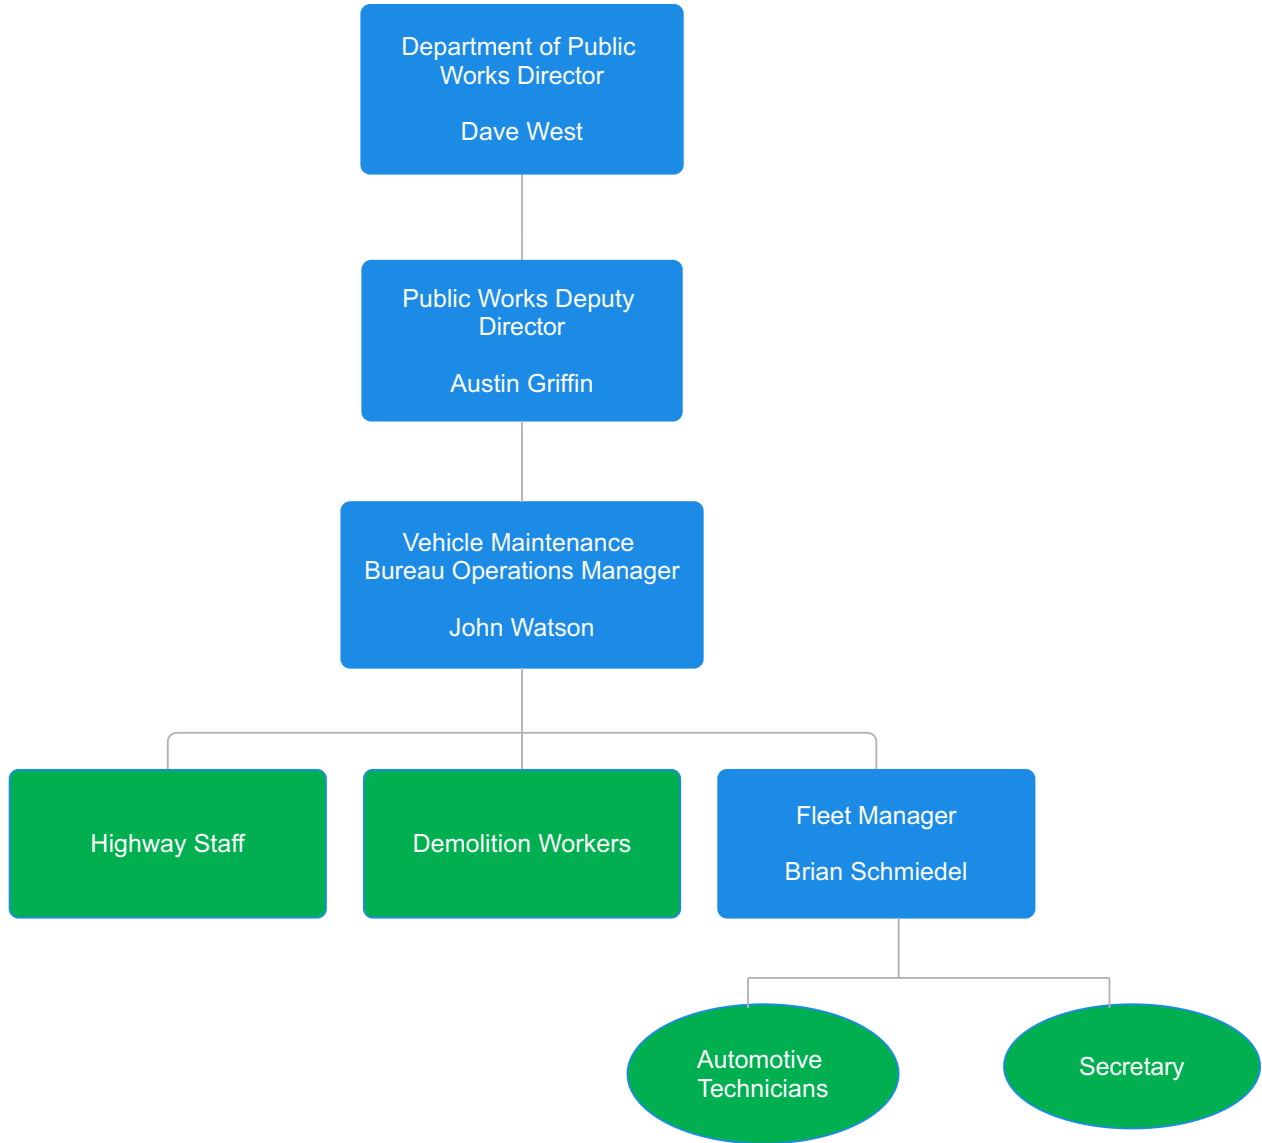 Department of Public
Works Director
Dave West
Public Works Deputy
Director
Austin Griffin
Vehicle Maintenance
Bureau Operations Manager
John Watson
Highway Staff
Demolition Workers
Fleet Manager
Brian Schmiedel
Automotive
Technicians
Secretary